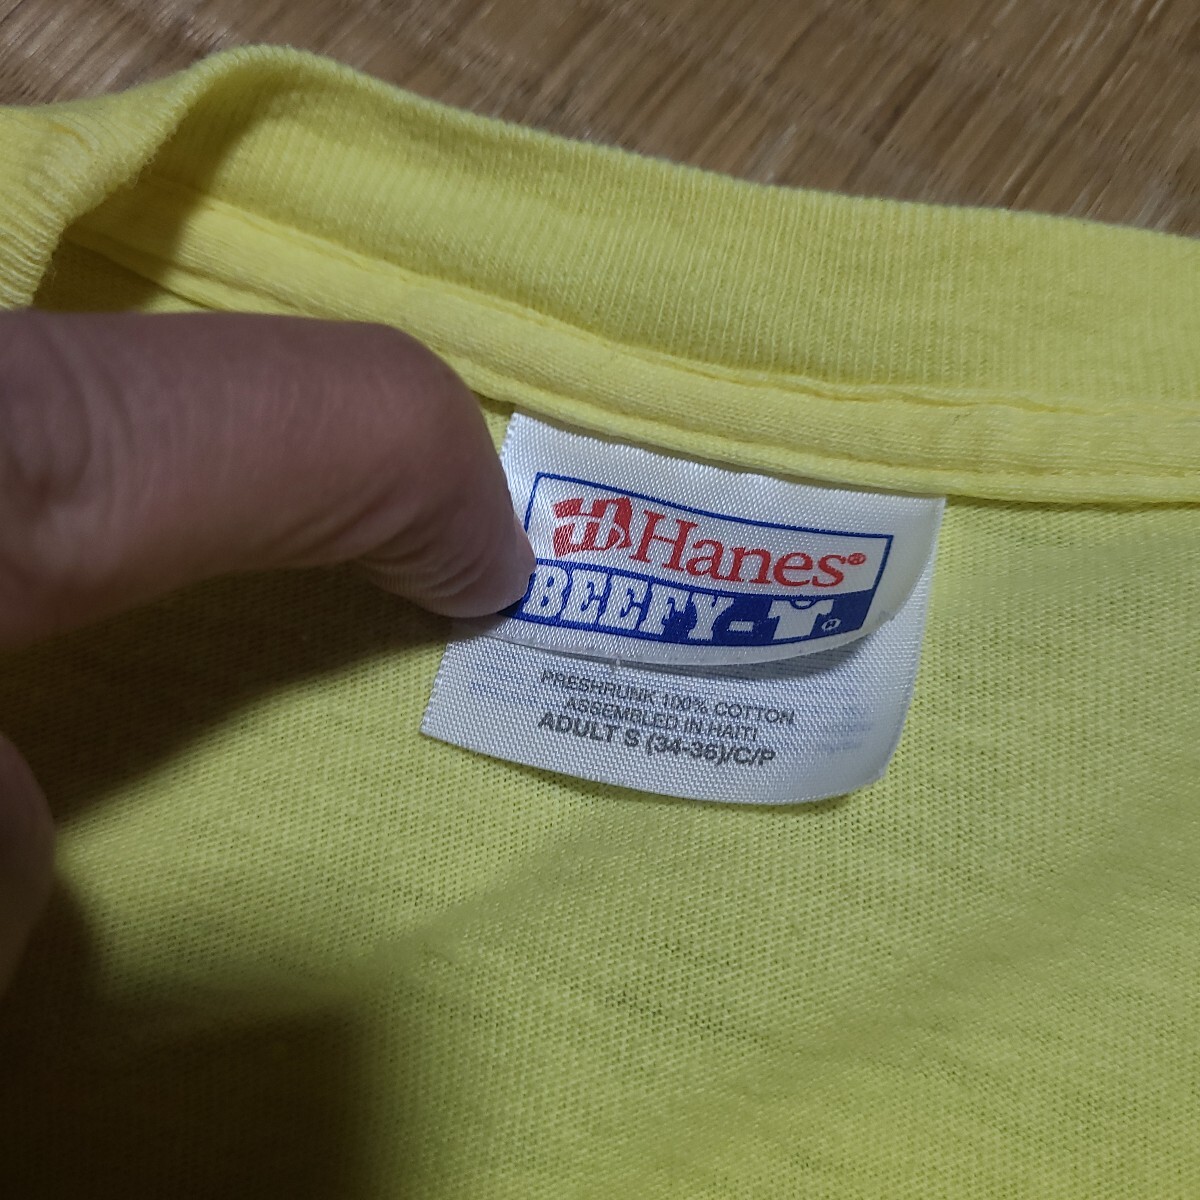 Hanes®
BEEFY-T®
PRESHRUNK 100% COTTON
ASSEMBLED IN HAITI
ADULT S (34-36)/C/P